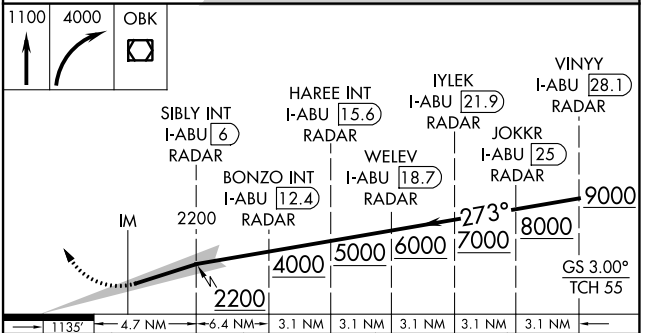 1100 4000 OBK
VINYY
I-ABU 28.1
RADAR
IYLEK
I-ABU 21.9
RADAR
HAREE INT
I-ABU 15.6
RADAR
SIBLY INT
I-ABU 6
RADAR
JOKKR
I-ABU 25
RADAR
WELEV
I-ABU 18.7
RADAR
BONZO INT
I-ABU 12.4
RADAR
IM
2200
273°
9000
8000
7000
6000
5000
4000
2200
GS 3.00°
TCH 55
1135' 4.7 NM 6.4 NM 3.1 NM 3.1 NM 3.1 NM 3.1 NM 3.1 NM